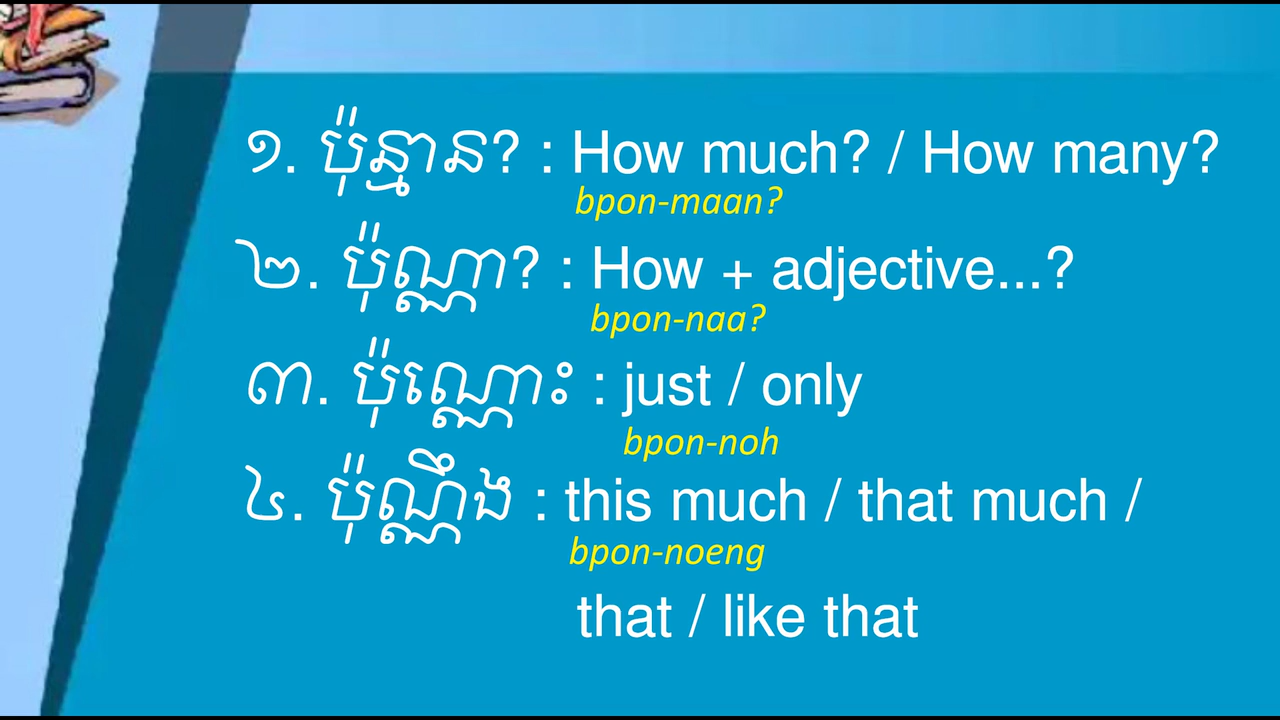 ១. ប៉ុន្មាន? : How much? / How many?
bpon-maan?
២. ប៉ុណ្ណា? : How + adjective...?
bpon-naa?
៣. ប៉ុណ្ណោះ : just / only
bpon-noh
៤. ប៉ុណ្ណឹង : this much / that much /
bpon-noeng
that / like that